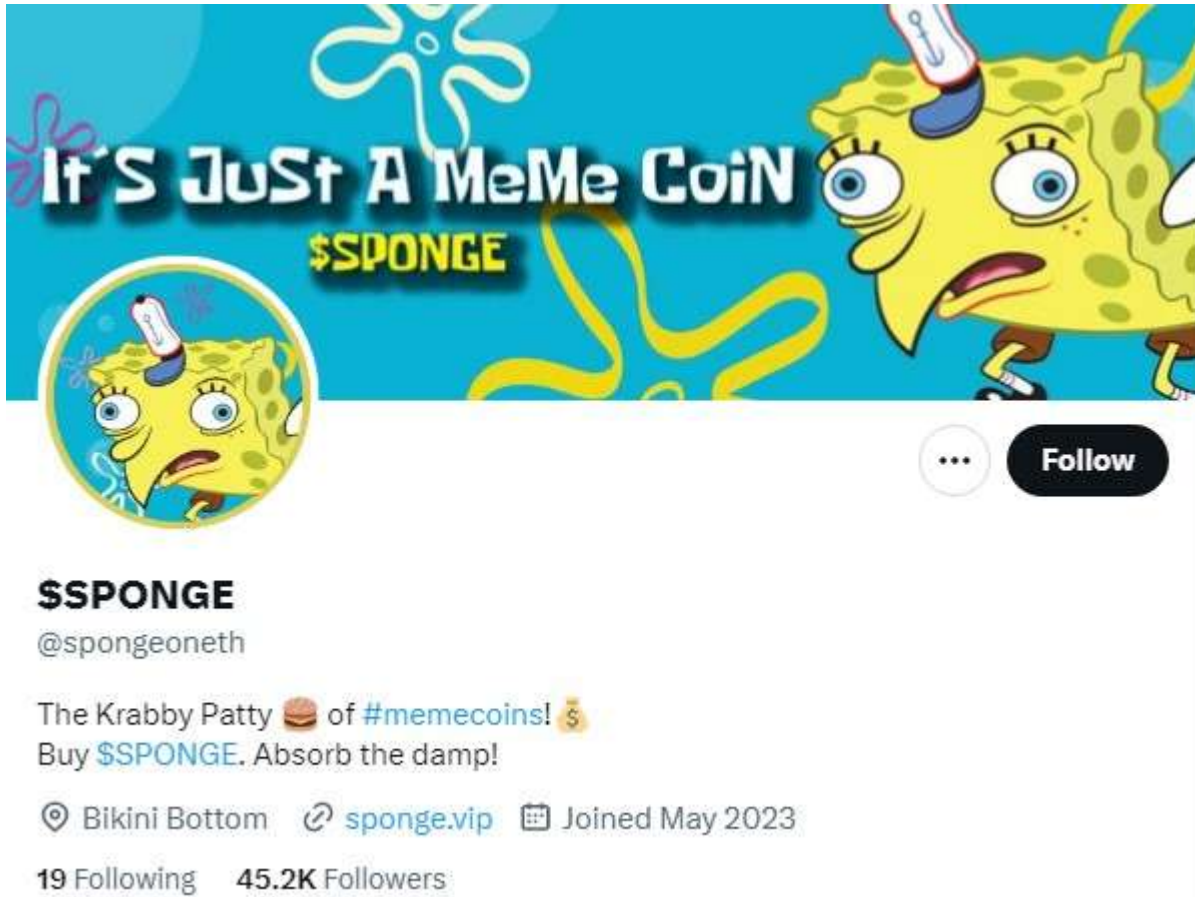 It'S JuSt A MeMe CoiN
$SPONGE
Follow
$SPONGE
@spongeoneth
The Krabby Patty 🍔 of #memecoins!💰
Buy $SPONGE. Absorb the damp!
Bikini Bottom sponge.vip Joined May 2023
19 Following 45.2K Followers